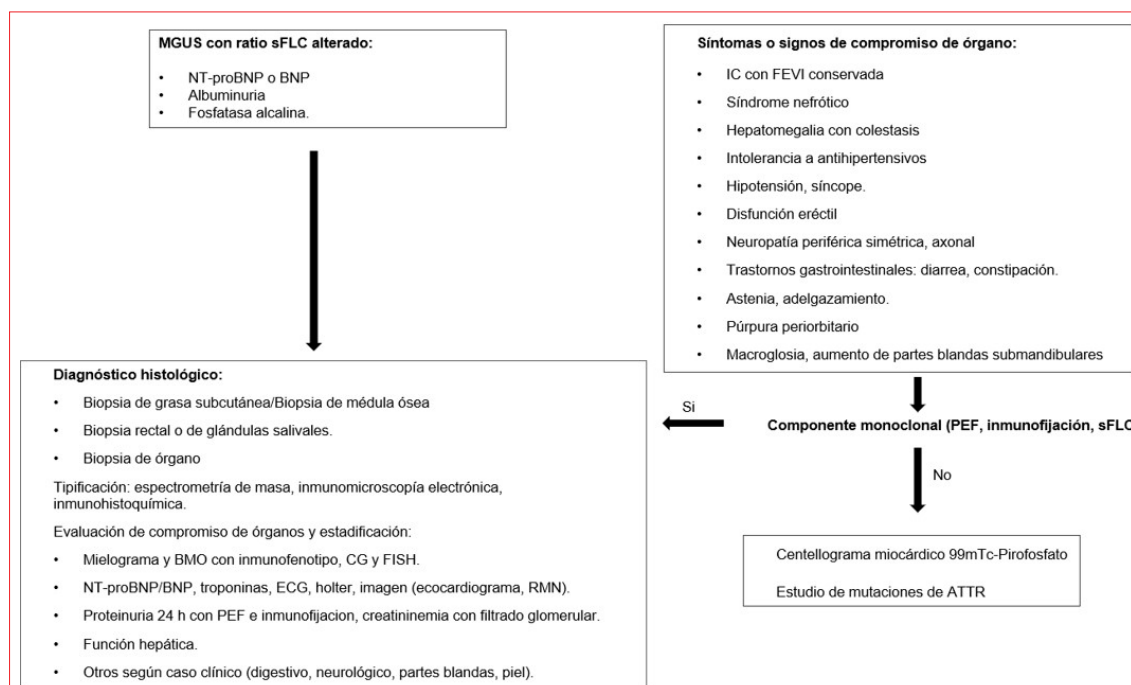 MGUS con ratio sFLC alterado:
• NT-proBNP o BNP
• Albuminuria
• Fosfatasa alcalina.
Síntomas o signos de compromiso de órgano:
• IC con FEVI conservada
• Síndrome nefrótico
• Hepatomegalia con colestasis
• Intolerancia a antihipertensivos
• Hipotensión, síncope.
• Disfunción eréctil
• Neuropatía periférica simétrica, axonal
• Trastornos gastrointestinales: diarrea, constipación.
• Astenia, adelgazamiento.
• Púrpura periorbitario
• Macroglosia, aumento de partes blandas submandibulares
Si
Componente monoclonal (PEF, inmunofijación, sFLC
No
Centellograma miocárdico 99mTc-Pirofosfato
Estudio de mutaciones de ATTR
Diagnóstico histológico:
• Biopsia de grasa subcutánea/Biopsia de médula ósea
• Biopsia rectal o de glándulas salivales.
• Biopsia de órgano
Tipificación: espectrometría de masa, inmunomicroscopía electrónica,
inmunohistoquímica.
Evaluación de compromiso de órganos y estadificación:
• Mielograma y BMO con inmunofenotipo, CG y FISH.
• NT-proBNP/BNP, troponinas, ECG, holter, imagen (ecocardiograma, RMN).
• Proteinuria 24 h con PEF e inmunofijacion, creatininemia con filtrado glomerular.
• Función hepática.
• Otros según caso clínico (digestivo, neurológico, partes blandas, piel).